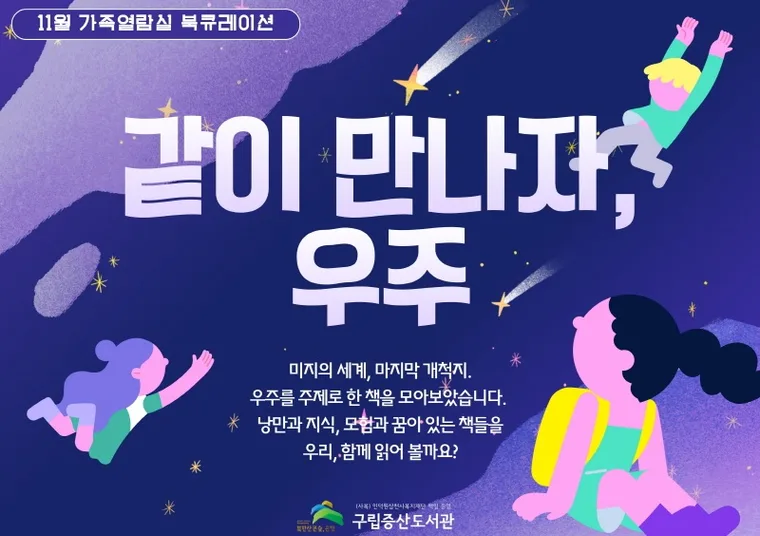 11월 가족열람실 북큐레이션
같이 만나자,
우주
미지의 세계, 마지막 개척지.
우주를 주제로 한 책을 모아보았습니다.
낭만과 지식, 모험과 꿈이 있는 책들을
우리, 함께 읽어 볼까요?
구립증산도서관